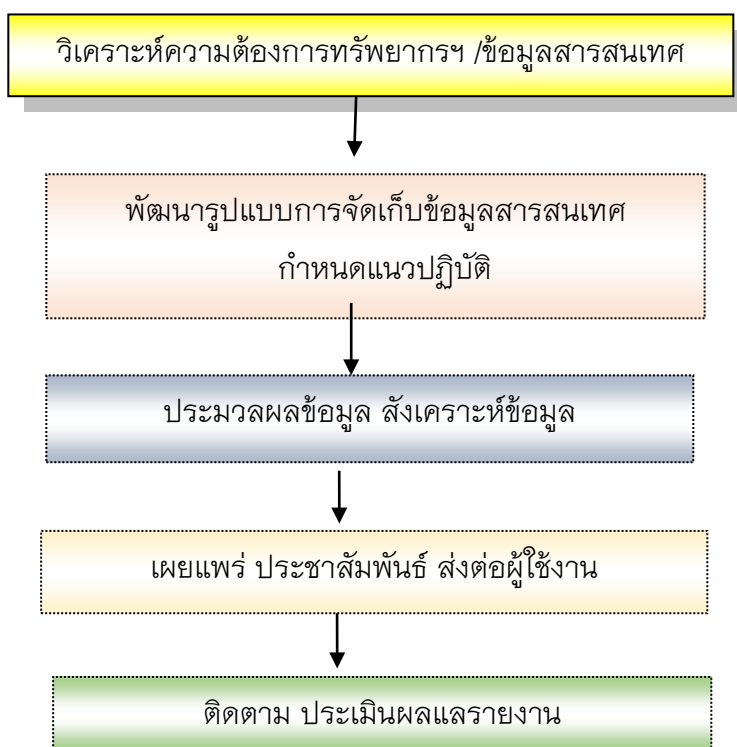 วิเคราะห์ความต้องการทรัพยากรฯ /ข้อมูลสารสนเทศ
พัฒนารูปแบบการจัดเก็บข้อมูลสารสนเทศ
กำหนดแนวปฏิบัติ
ประมวลผลข้อมูล สังเคราะห์ข้อมูล
เผยแพร่ ประชาสัมพันธ์ ส่งต่อผู้ใช้งาน
ติดตาม ประเมินผลแลรายงาน